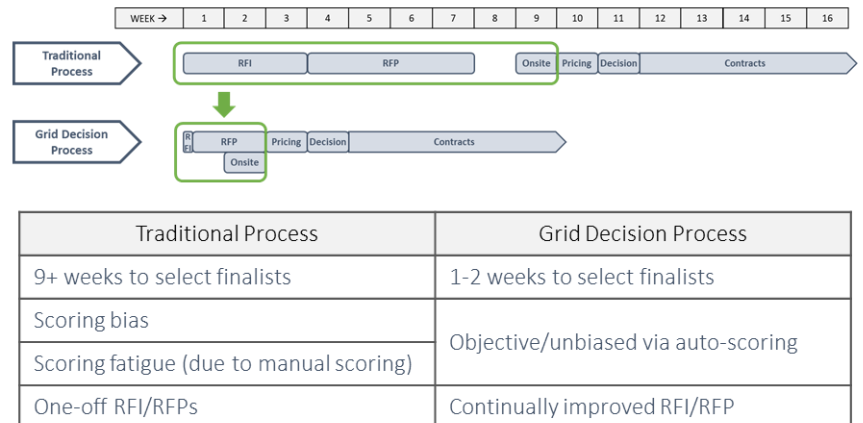 WEEK → 1 2 3 4 5 6 7 8 9 10 11 12 13 14 15 16
Traditional
Process
RFI RFP Onsite Pricing Decision Contracts
Grid Decision
Process
R
FI
RFP Pricing Decision Contracts
Onsite
Traditional Process Grid Decision Process
9+ weeks to select finalists 1-2 weeks to select finalists
Scoring bias
Objective/unbiased via auto-scoring
Scoring fatigue (due to manual scoring)
One-off RFI/RFPs Continually improved RFI/RFP